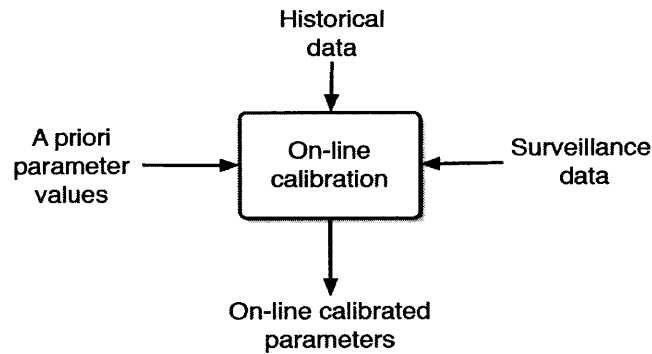 Historical
data
A priori
parameter
values
On-line
calibration
Surveillance
data
On-line calibrated
parameters